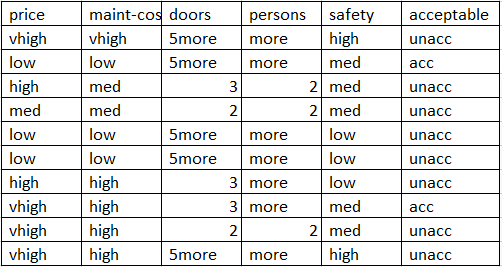 price maint-cos doors persons safety acceptable
vhigh vhigh 5more more high unacc
low low 5more more med acc
high med 3 2 med unacc
med med 2 2 med unacc
low low 5more more low unacc
low low 5more more low unacc
high high 3 more low unacc
vhigh high 3 more med acc
vhigh high 2 2 med unacc
vhigh high 5more more high unacc